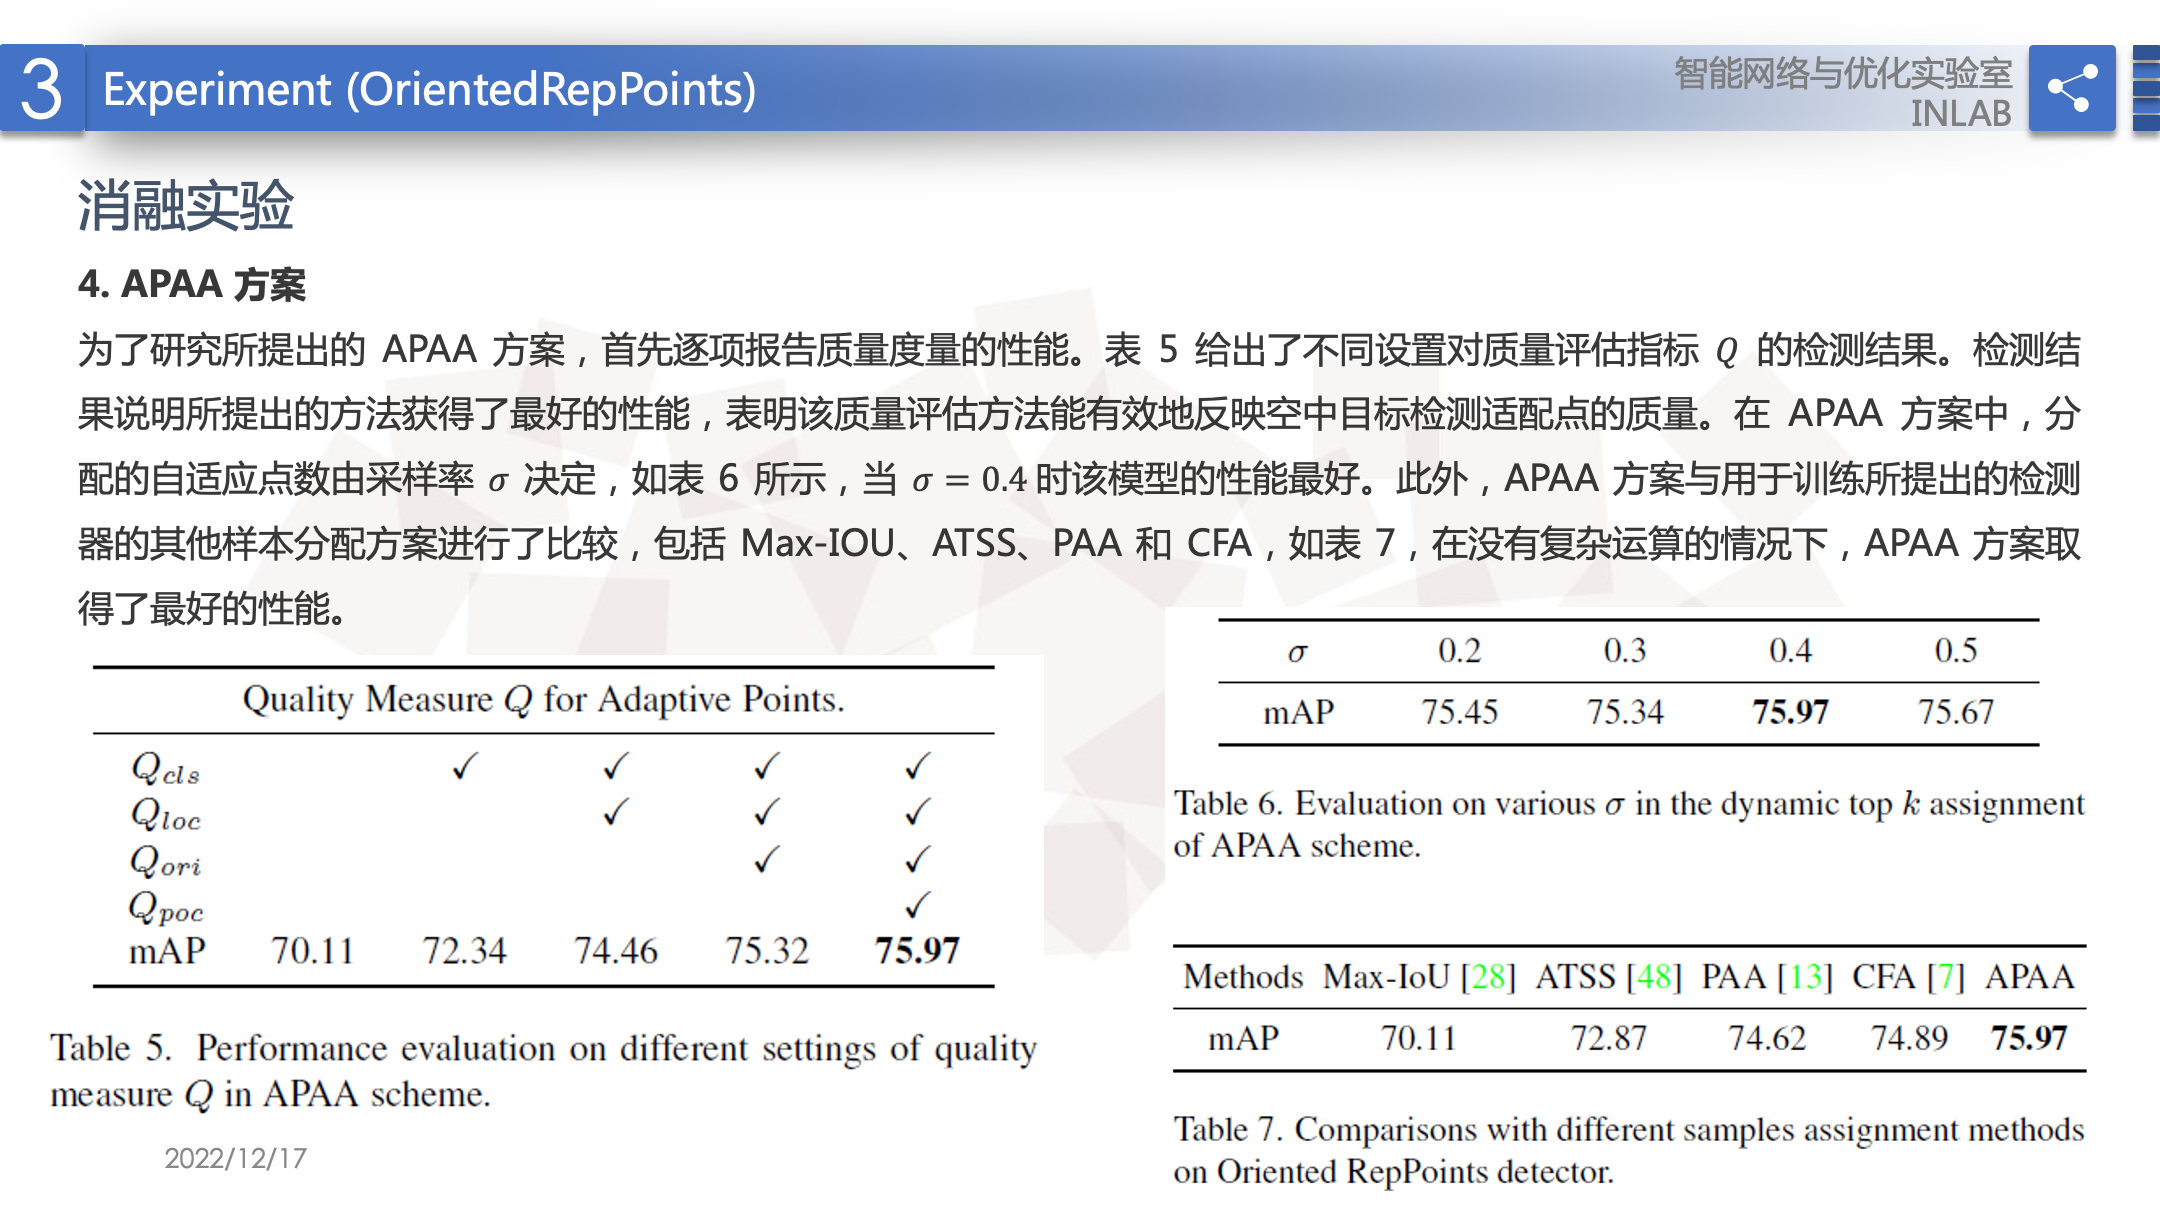 3 Experiment (OrientedRepPoints)
智能网络与优化实验室
INLAB
消融实验
4. APAA 方案
为了研究所提出的 APAA 方案，首先逐项报告质量度量的性能。表 5 给出了不同设置对质量评估指标 Q 的检测结果。检测结
果说明所提出的方法获得了最好的性能，表明该质量评估方法能有效地反映空中目标检测适配点的质量。在 APAA 方案中，分
配的自适应点数由采样率 σ 决定，如表 6 所示，当 σ = 0.4 时该模型的性能最好。此外，APAA 方案与用于训练所提出的检测
器的其他样本分配方案进行了比较，包括 Max-IOU、ATSS、PAA 和 CFA，如表 7，在没有复杂运算的情况下，APAA 方案取
得了最好的性能。
Quality Measure Q for Adaptive Points.
Qcls ✓ ✓ ✓ ✓
Qloc ✓ ✓ ✓
Qori ✓ ✓
Qpoc ✓
mAP 70.11 72.34 74.46 75.32 75.97
Table 5. Performance evaluation on different settings of quality
measure Q in APAA scheme.
σ 0.2 0.3 0.4 0.5
mAP 75.45 75.34 75.97 75.67
Table 6. Evaluation on various σ in the dynamic top k assignment
of APAA scheme.
Methods Max-IoU [28] ATSS [48] PAA [13] CFA [7] APAA
mAP 70.11 72.87 74.62 74.89 75.97
Table 7. Comparisons with different samples assignment methods
on Oriented RepPoints detector.
2022/12/17